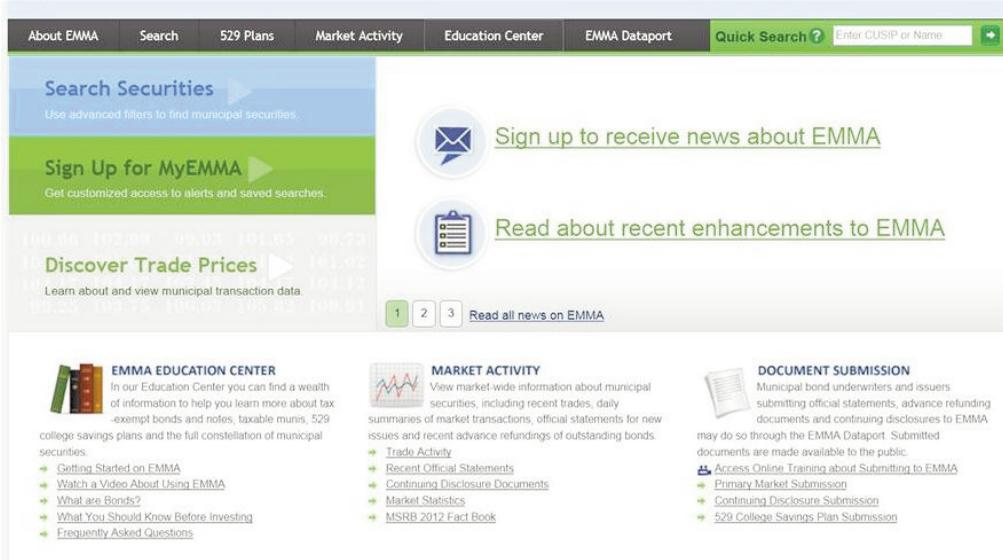 About EMMA
Search
529 Plans
Market Activity
Education Center
EMMA Dataport
Quick Search ?
Enter CUSIP or Name
Search Securities
Use advanced filters to find municipal securities.
Sign Up for MyEMMA
Get customized access to alerts and saved searches.
Discover Trade Prices
Learn about and view municipal transaction data.
Sign up to receive news about EMMA
Read about recent enhancements to EMMA
1 2 3 Read all news on EMMA
EMMA EDUCATION CENTER
In our Education Center you can find a wealth
of information to help you learn more about tax
-exempt bonds and notes, taxable munis, 529
college savings plans and the full constellation of municipal
securities.
Getting Started on EMMA
Watch a Video About Using EMMA
What are Bonds?
What You Should Know Before Investing
Frequently Asked Questions
MARKET ACTIVITY
View market-wide information about municipal
securities, including recent trades, daily
summaries of market transactions, official statements for new
issues and recent advance refundings of outstanding bonds.
Trade Activity
Recent Official Statements
Continuing Disclosure Documents
Market Statistics
MSRB 2012 Fact Book
DOCUMENT SUBMISSION
Municipal bond underwriters and issuers
submitting official statements, advance refunding
documents and continuing disclosures to EMMA
may do so through the EMMA Dataport. Submitted
documents are made available to the public.
Access Online Training about Submitting to EMMA
Primary Market Submission
Continuing Disclosure Submission
529 College Savings Plan Submission